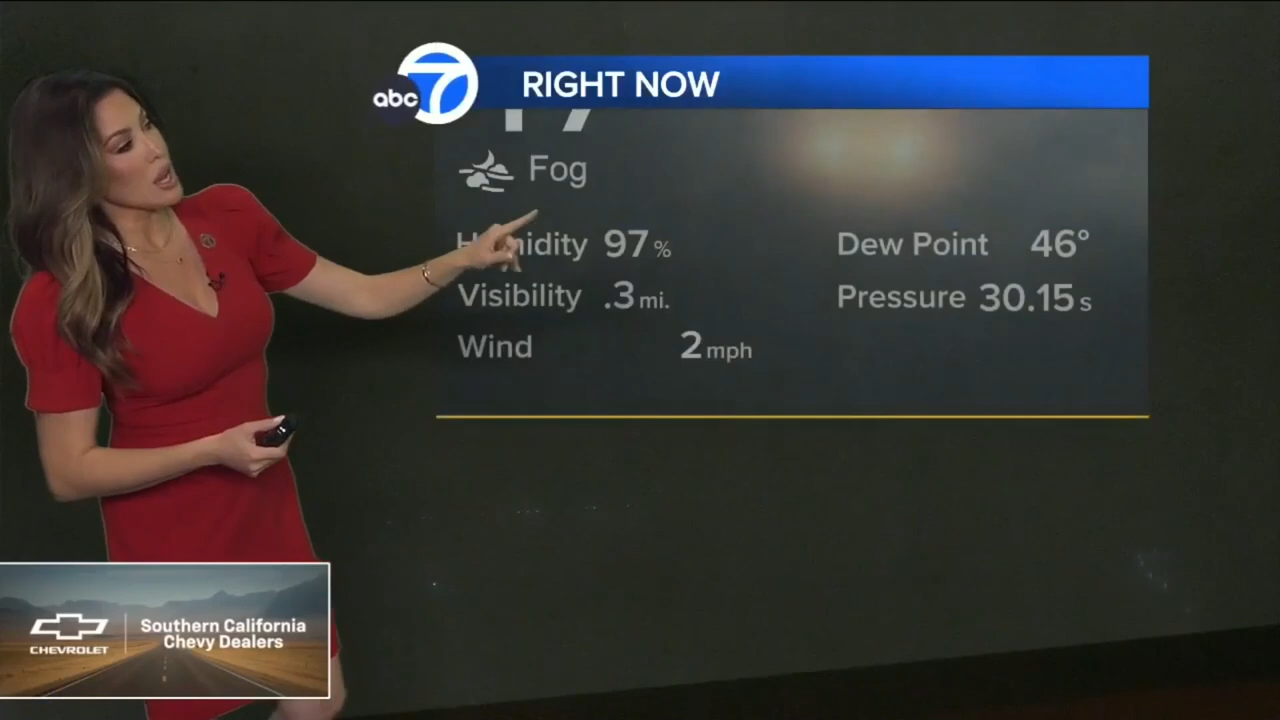 abc 7
RIGHT NOW
Fog
Humidity 97%
Dew Point 46°
Visibility .3 mi.
Pressure 30.15 s
Wind 2 mph
CHEVROLET
Southern California
Chevy Dealers